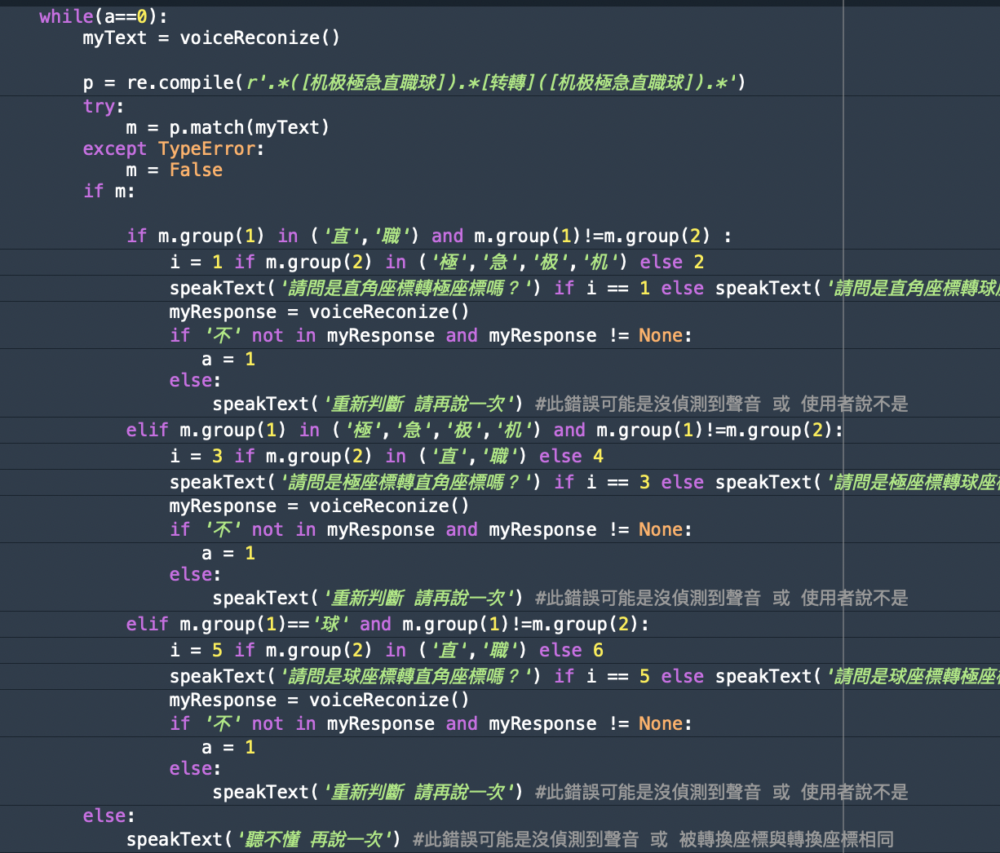 while(a==0):
myText = voiceReconize()
p = re.compile(r'.*([机极極急直職球]).*[转轉]([机极極急直職球]).*')
try:
m = p.match(myText)
except TypeError:
m = False
if m:
if m.group(1) in ('直','職') and m.group(1)!=m.group(2) :
i = 1 if m.group(2) in ('極','急','极','机') else 2
speakText('請問是直角座標轉極座標嗎？') if i == 1 else speakText('請問是直角座標轉球
myResponse = voiceReconize()
if '不' not in myResponse and myResponse != None:
a = 1
else:
speakText('重新判斷 請再說一次') #此錯誤可能是沒偵測到聲音 或 使用者說不是
elif m.group(1) in ('極','急','极','机') and m.group(1)!=m.group(2):
i = 3 if m.group(2) in ('直','職') else 4
speakText('請問是極座標轉直角座標嗎？') if i == 3 else speakText('請問是極座標轉球座
myResponse = voiceReconize()
if '不' not in myResponse and myResponse != None:
a = 1
else:
speakText('重新判斷 請再說一次') #此錯誤可能是沒偵測到聲音 或 使用者說不是
elif m.group(1)=='球' and m.group(1)!=m.group(2):
i = 5 if m.group(2) in ('直','職') else 6
speakText('請問是球座標轉直角座標嗎？') if i == 5 else speakText('請問是球座標轉極座
myResponse = voiceReconize()
if '不' not in myResponse and myResponse != None:
a = 1
else:
speakText('重新判斷 請再說一次') #此錯誤可能是沒偵測到聲音 或 使用者說不是
else:
speakText('聽不懂 再說一次') #此錯誤可能是沒偵測到聲音 或 被轉換座標與轉換座標相同